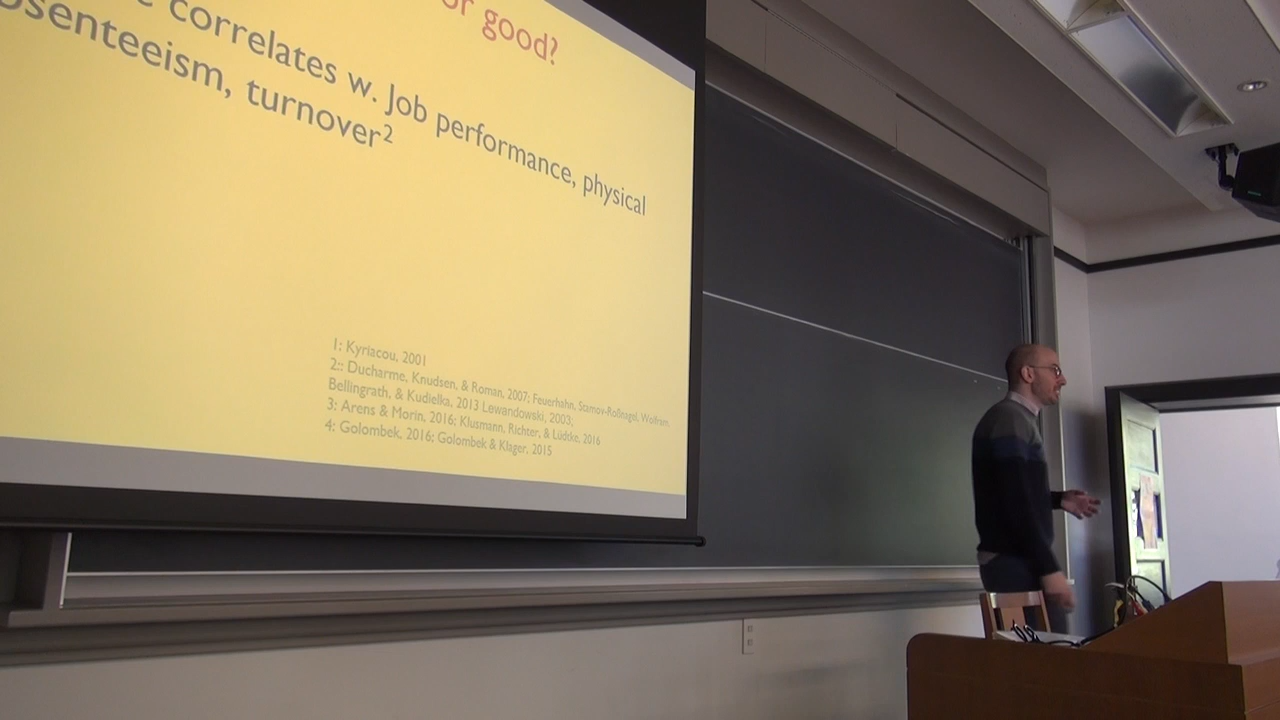 or good?
correlates w. Job performance, physical
bsenteeism, turnover²
1: Kyriacou, 2001
2:: Ducharme, Knudsen, & Roman, 2007; Feuerhahn, Stamov-Roßnagel, Wolfram,
Bellingrath, & Kudielka, 2013 Lewandowski, 2003;
3: Arens & Morin, 2016; Klusmann, Richter, & Lüdtke, 2016
4: Golombek, 2016; Golombek & Klager, 2015